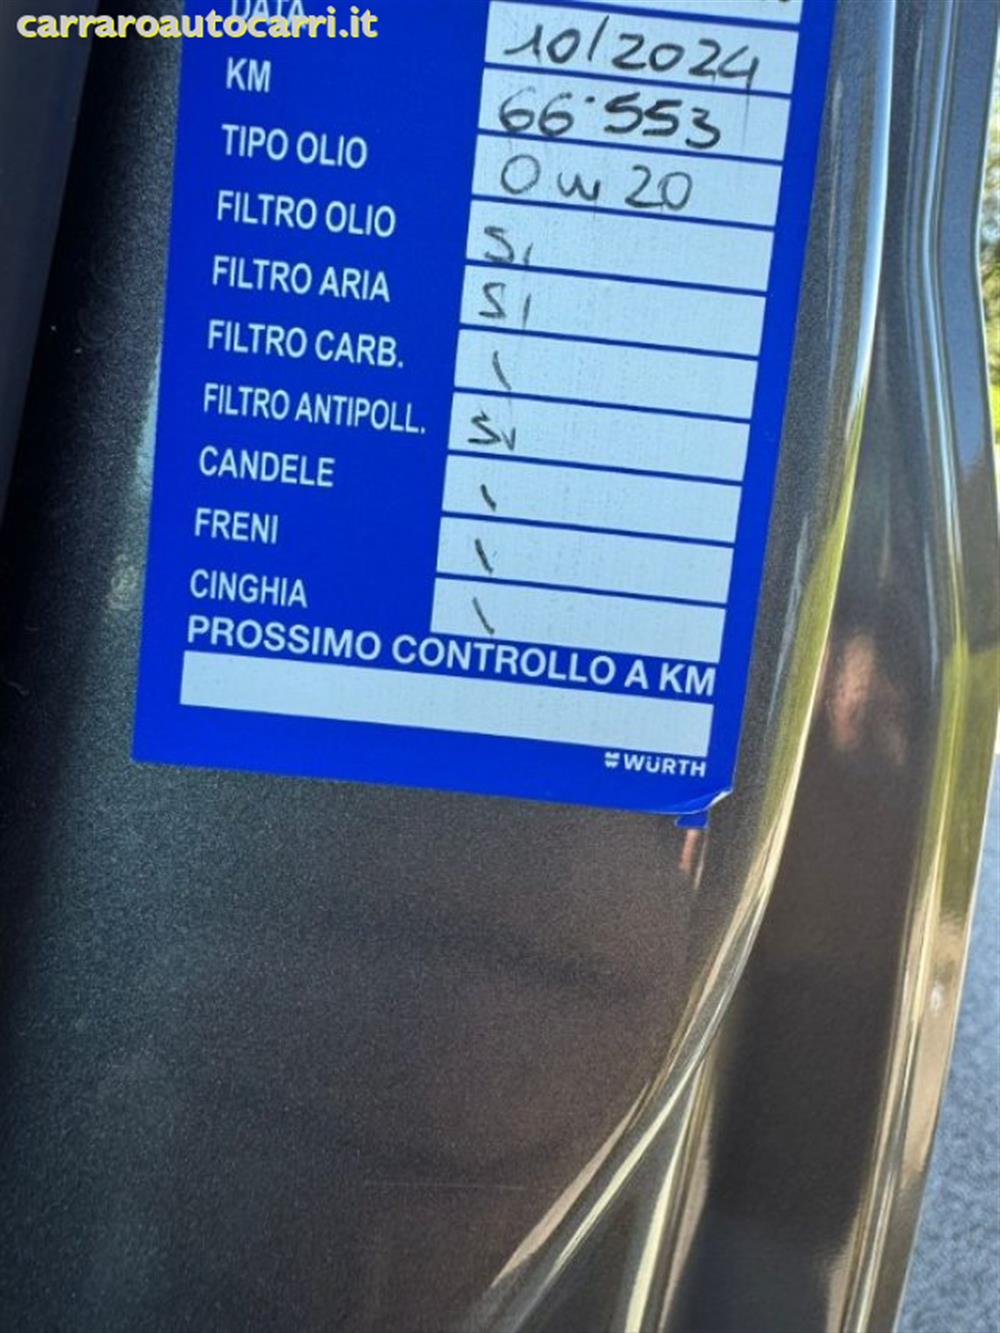 carraroautocarri.it
DATA 10/2024
KM 66.553
TIPO OLIO 0w20
FILTRO OLIO SI
FILTRO ARIA SI
FILTRO CARB. \
FILTRO ANTIPOLL. SI
CANDELE \
FRENI \
CINGHIA \
PROSSIMO CONTROLLO A KM
WÜRTH